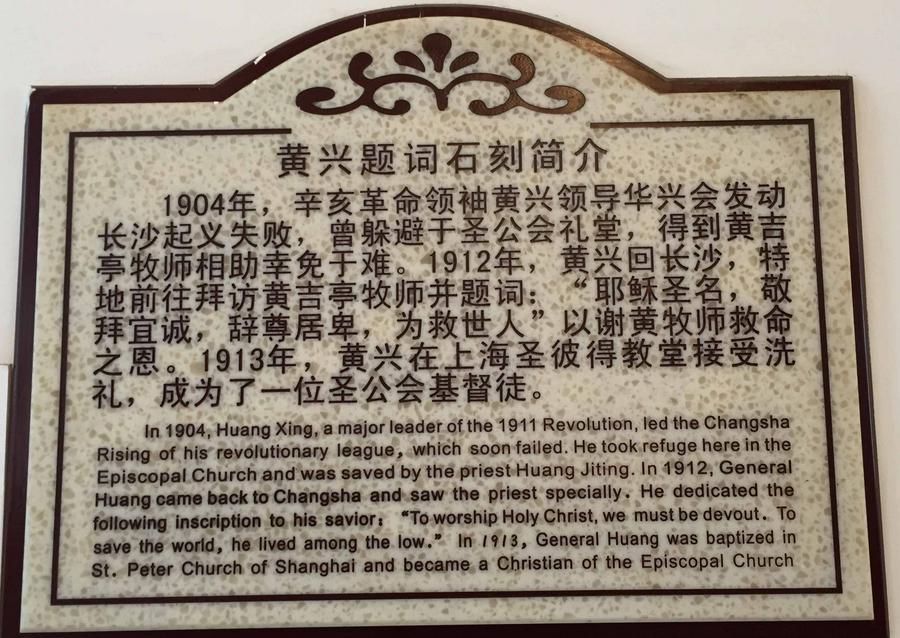 黄兴题词石刻简介
1904年，辛亥革命领袖黄兴领导华兴会发动
长沙起义失败，曾躲避于圣公会礼堂，得到黄吉
亭牧师相助幸免于难。1912年，黄兴回长沙，特
地前往拜访黄吉亭牧师并题词：“耶稣圣名，敬
拜宜诚，辞尊居卑，为救世人”以谢黄牧师救命
之恩。1913年，黄兴在上海圣彼得教堂接受洗
礼，成为了一位圣公会基督徒。
In 1904, Huang Xing, a major leader of the 1911 Revolution, led the Changsha
Rising of his revolutionary league, which soon failed. He took refuge here in the
Episcopal Church and was saved by the priest Huang Jiting. In 1912, General
Huang came back to Changsha and saw the priest specially. He dedicated the
following inscription to his savior: “To worship Holy Christ, we must be devout. To
save the world, he lived among the low.” In 1913, General Huang was baptized in
St. Peter Church of Shanghai and became a Christian of the Episcopal Church